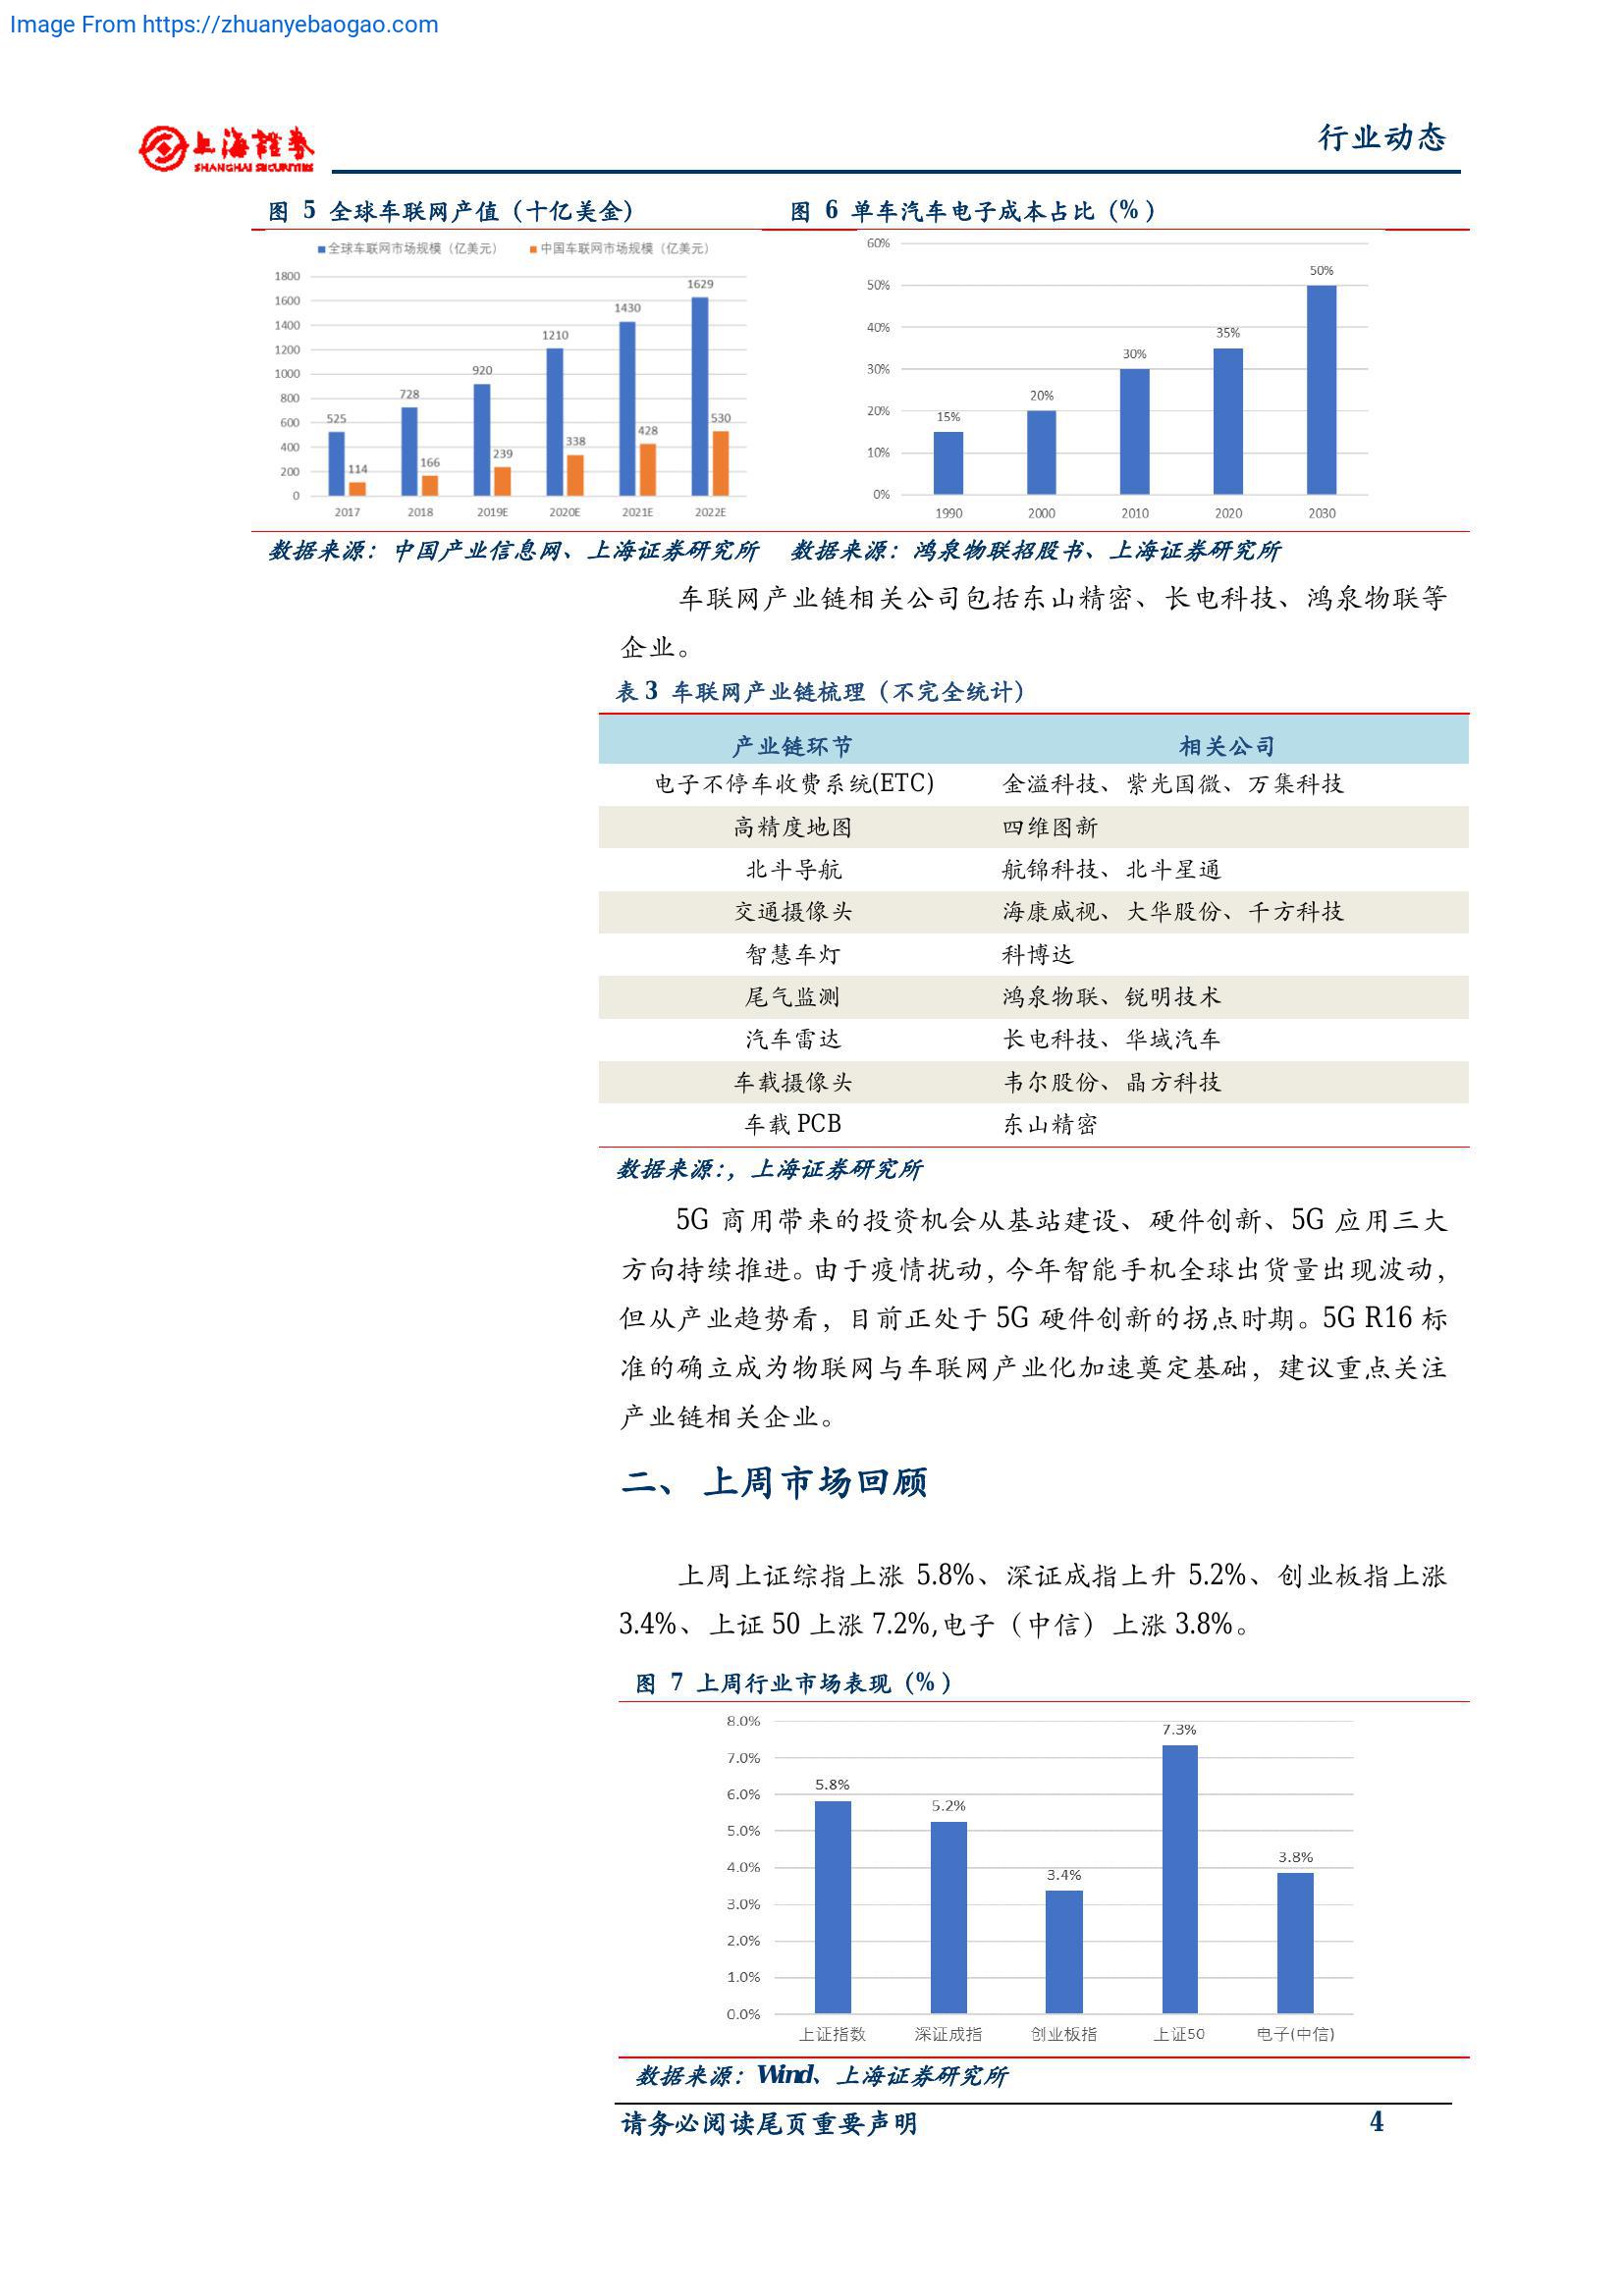 Image From https://zhuanyebaogao.com
上海證券
SHANGHAI SECURITIES
行业动态
图 5 全球车联网产值（十亿美金）
全球车联网市场规模（亿美元） 中国车联网市场规模（亿美元）
1800
1600
1400
1200
1000
800
600
400
200
0
525
114
728
166
920
239
1210
338
1430
428
1629
530
2017 2018 2019E 2020E 2021E 2022E
数据来源：中国产业信息网、上海证券研究所
图 6 单车汽车电子成本占比（%）
60%
50%
40%
30%
20%
10%
0%
15%
20%
30%
35%
50%
1990 2000 2010 2020 2030
数据来源：鸿泉物联招股书、上海证券研究所
车联网产业链相关公司包括东山精密、长电科技、鸿泉物联等
企业。
表 3 车联网产业链梳理（不完全统计）
产业链环节 相关公司
电子不停车收费系统(ETC) 金溢科技、紫光国微、万集科技
高精度地图 四维图新
北斗导航 航锦科技、北斗星通
交通摄像头 海康威视、大华股份、千方科技
智慧车灯 科博达
尾气监测 鸿泉物联、锐明技术
汽车雷达 长电科技、华域汽车
车载摄像头 韦尔股份、晶方科技
车载 PCB 东山精密
数据来源:，上海证券研究所
5G 商用带来的投资机会从基站建设、硬件创新、5G 应用三大
方向持续推进。由于疫情扰动，今年智能手机全球出货量出现波动，
但从产业趋势看，目前正处于 5G 硬件创新的拐点时期。5G R16 标
准的确立成为物联网与车联网产业化加速奠定基础，建议重点关注
产业链相关企业。
二、 上周市场回顾
上周上证综指上涨 5.8%、深证成指上升 5.2%、创业板指上涨
3.4%、上证 50 上涨 7.2%,电子（中信）上涨 3.8%。
图 7 上周行业市场表现（%）
8.0%
7.0%
6.0%
5.0%
4.0%
3.0%
2.0%
1.0%
0.0%
5.8%
5.2%
3.4%
7.3%
3.8%
上证指数 深证成指 创业板指 上证50 电子(中信)
数据来源：Wind、上海证券研究所
请务必阅读尾页重要声明 4